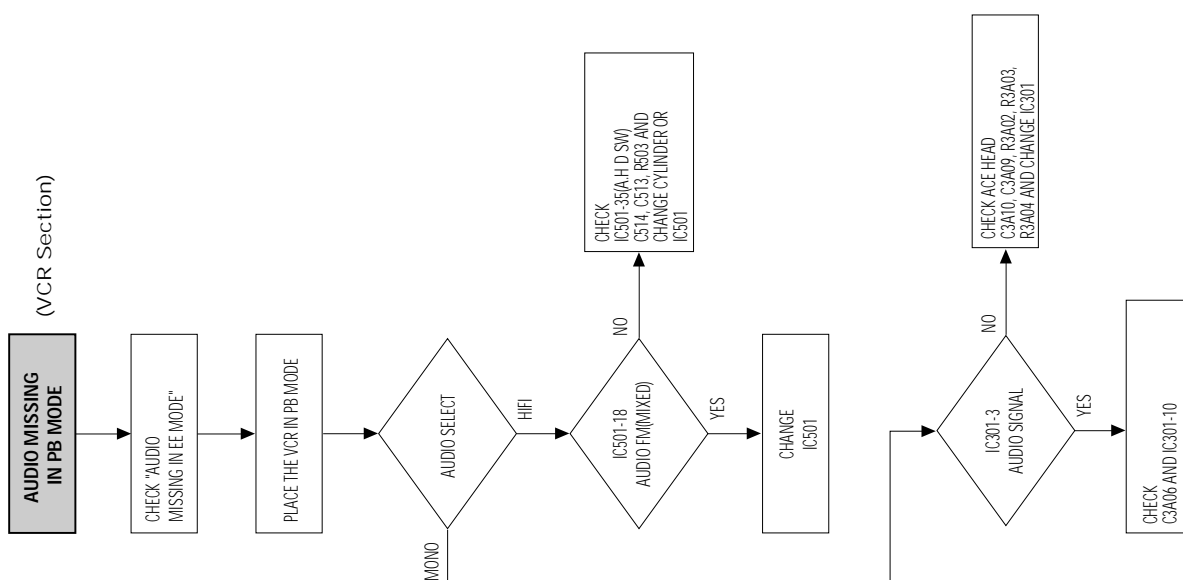 (VCR Section)
AUDIO MISSING
IN PB MODE
CHECK "AUDIO
MISSING IN EE MODE"
PLACE THE VCR IN PB MODE
AUDIO SELECT
MONO
HIFI
IC501-18
AUDIO FM(MIXED)
NO
CHECK
IC501-35(A.H D SW)
C514, C513, R503 AND
CHANGE CYLINDER OR
IC501
YES
CHANGE
IC501
IC301-3
AUDIO SIGNAL
NO
CHECK ACE HEAD
C3A10, C3A09, R3A02, R3A03,
R3A04 AND CHANGE IC301
YES
CHECK
C3A06 AND IC301-10